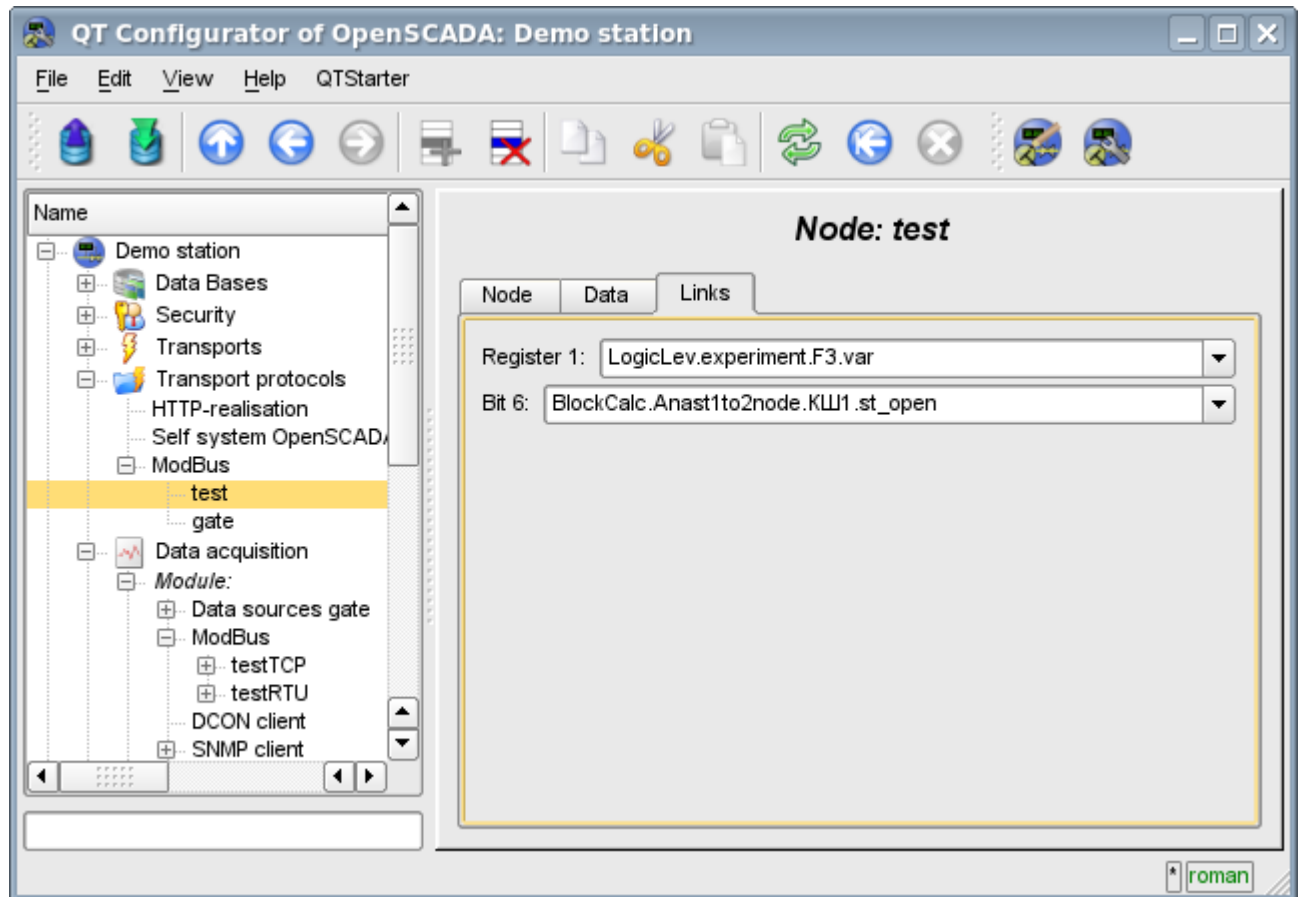 QT Configurator of OpenSCADA: Demo station
File Edit View Help QTStarter
Name
Demo station
Data Bases
Security
Transports
Transport protocols
HTTP-realisation
Self system OpenSCADA
ModBus
test
gate
Data acquisition
Module:
Data sources gate
ModBus
testTCP
testRTU
DCON client
SNMP client
Node: test
Node Data Links
Register 1: LogicLev.experiment.F3.var
Bit 6: BlockCalc.Anast1to2node.КШ1.st_open
* roman